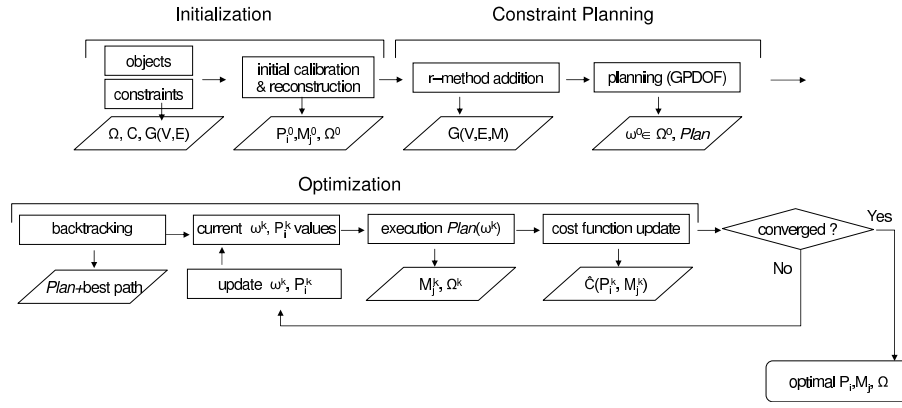 Initialization
Constraint Planning
objects
constraints
initial calibration
& reconstruction
r–method addition
planning (GPDOF)
Ω, C, G(V,E)
P_i^0, M_j^0, Ω^0
G(V,E,M)
ω^0 ∈ Ω^0, Plan
Optimization
backtracking
current ω^k, P_i^k values
execution Plan(ω^k)
cost function update
converged ?
Yes
No
Plan+best path
update ω^k, P_i^k
M_j^k, Ω^k
Ĉ(P_i^k, M_j^k)
optimal P_i, M_j, Ω